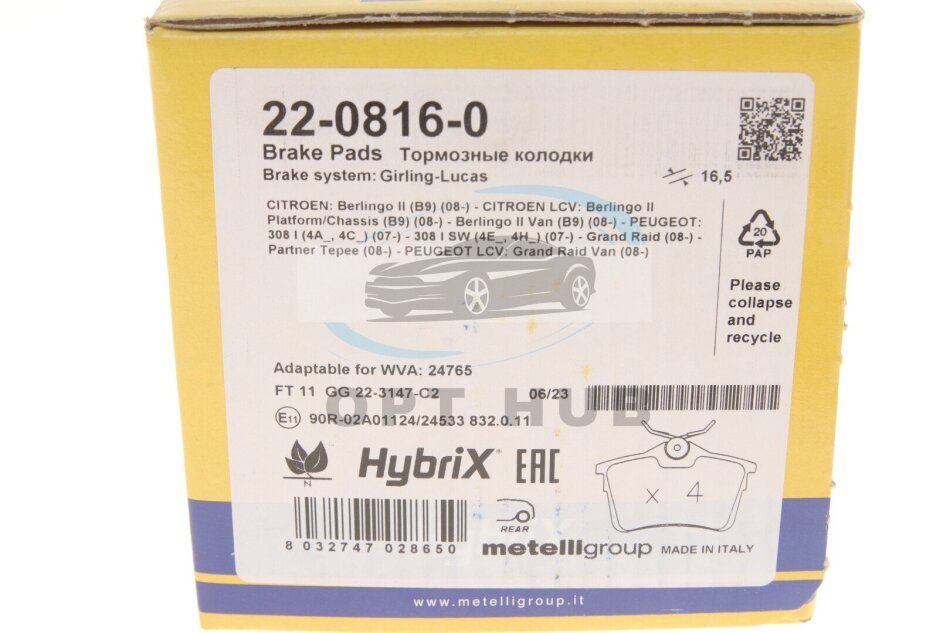 22-0816-0
Brake Pads Тормозные колодки
Brake system: Girling-Lucas
16,5
CITROEN: Berlingo II (B9) (08-) - CITROEN LCV: Berlingo II
Platform/Chassis (B9) (08-) - Berlingo II Van (B9) (08-) - PEUGEOT:
308 I (4A_, 4C_) (07-) - 308 I SW (4E_, 4H_) (07-) - Grand Raid (08-) -
Partner Tepee (08-) - PEUGEOT LCV: Grand Raid Van (08-)
20
PAP
Please
collapse
and
recycle
Adaptable for WVA: 24765
FT 11 GG 22-3147-C2
06/23
OPT HUB
E11 90R-02A01124/24533 832.0.11
N
HybriX EAC
x 4
REAR
8 032747 028650
metelligroup MADE IN ITALY
www.metelligroup.it